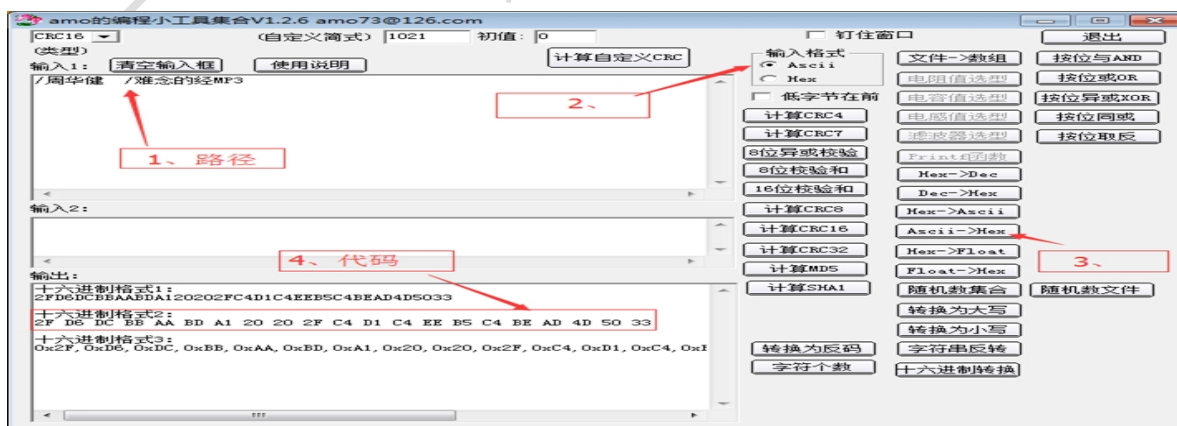 amo的编程小工具集合V1.2.6 amo73@126.com
CRC16 (自定义简式) 1021 初值: 0
(类型)
计算自定义CRC
输入1: 清空输入框 使用说明
/周华健 /难念的经MP3
1、路径
2、
输入2:
4、代码
输出:
十六进制格式1:
2FD6DCBBAABDA120202FC4D1C4EEB5C4BEAD4D5033
十六进制格式2:
2F D6 DC BB AA BD A1 20 20 2F C4 D1 C4 EE B5 C4 BE AD 4D 50 33
十六进制格式3:
0x2F,0xD6,0xDC,0xBB,0xAA,0xBD,0xA1,0x20,0x20,0x2F,0xC4,0xD1,0xC4,0xE
钉住窗口 退出
输入格式
Ascii
Hex
低字节在前
计算CRC4
计算CRC7
8位异或校验
8位校验和
16位校验和
计算CRC8
计算CRC16
计算CRC32
计算MD5
计算SHA1
转换为反码
字符个数
文件->数组
电阻值选型
电容值选型
电感值选型
滤波器选型
Printf函数
Hex->Dec
Dec->Hex
Hex->Ascii
Ascii->Hex
Hex->Float
Float->Hex
随机数集合
转换为大写
转换为小写
字符串反转
十六进制转换
按位与AND
按位或OR
按位异或XOR
按位同或
按位取反
3、
随机数文件